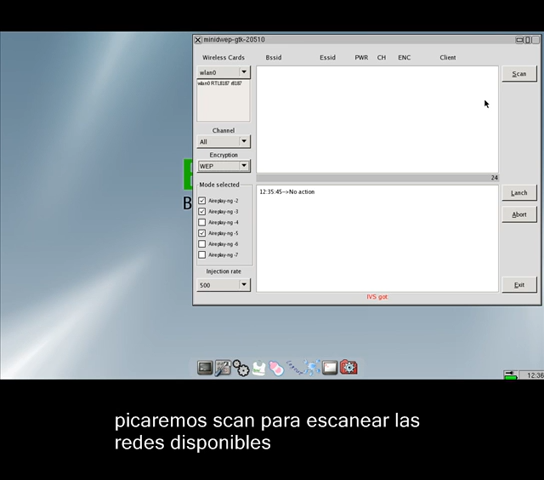 minidwep-gtk-20510
Wireless Cards
Bssid Essid PWR CH ENC Client
wlan0
Scan
wlan0 RTL8187 rtl8187
Channel
All
Encryption
WEP
24
Mode selected
12:35:45-->No action
Lanch
Aireplay-ng -2
Aireplay-ng -3
Abort
Aireplay-ng -4
Aireplay-ng -5
Aireplay-ng -6
Aireplay-ng -7
Injection rate
500
Exit
IVS got
B
12:36
picaremos scan para escanear las
redes disponibles